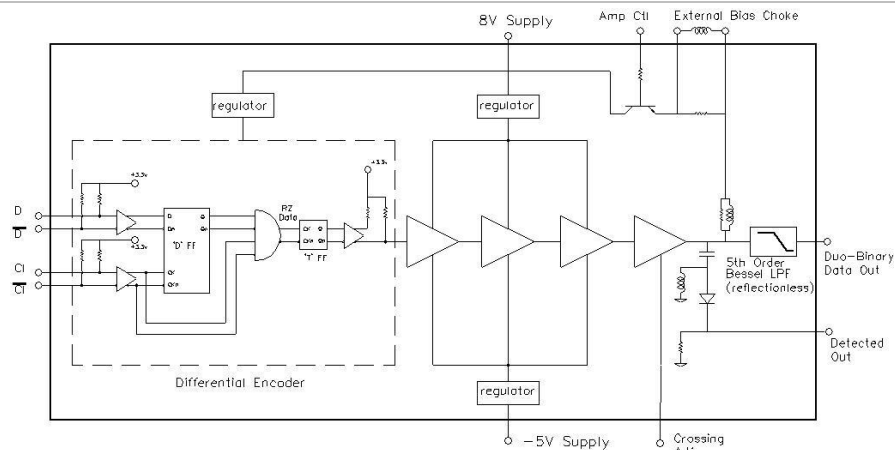 8V Supply
Amp Ctl
External Bias Choke
regulator
regulator
+3.3v
+3.3v
RZ
Data
D
D
D
'D' FF
'T' FF
+3.3v
Cl
Cl
5th Order
Bessel LPF
(reflectionless)
Duo-Binary
Data Out
Detected
Out
Differential Encoder
regulator
-5V Supply
Crossing